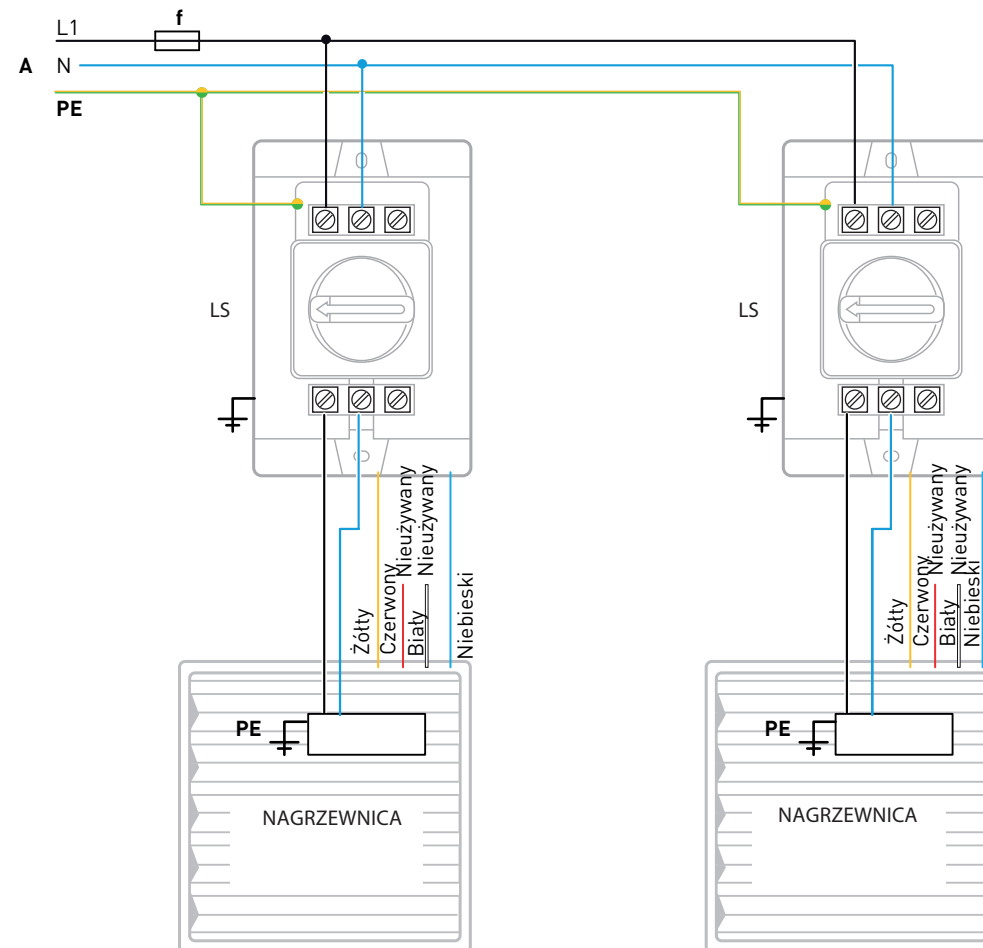 f
L1
A N
PE
LS
LS
Żółty
Czerwony
Nieużywany
Biały
Nieużywany
Niebieski
Żółty
Czerwony
Nieużywany
Biały
Nieużywany
Niebieski
PE
PE
NAGRZEWNICA
NAGRZEWNICA